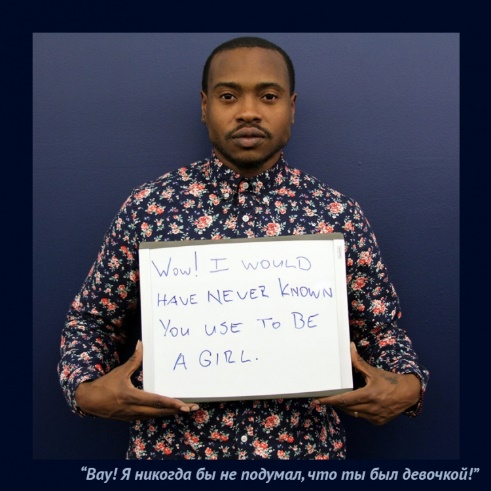 WOW! I WOULD
HAVE NEVER KNOWN
YOU USE TO BE
A GIRL.
“Вау! Я никогда бы не подумал, что ты был девочкой!”